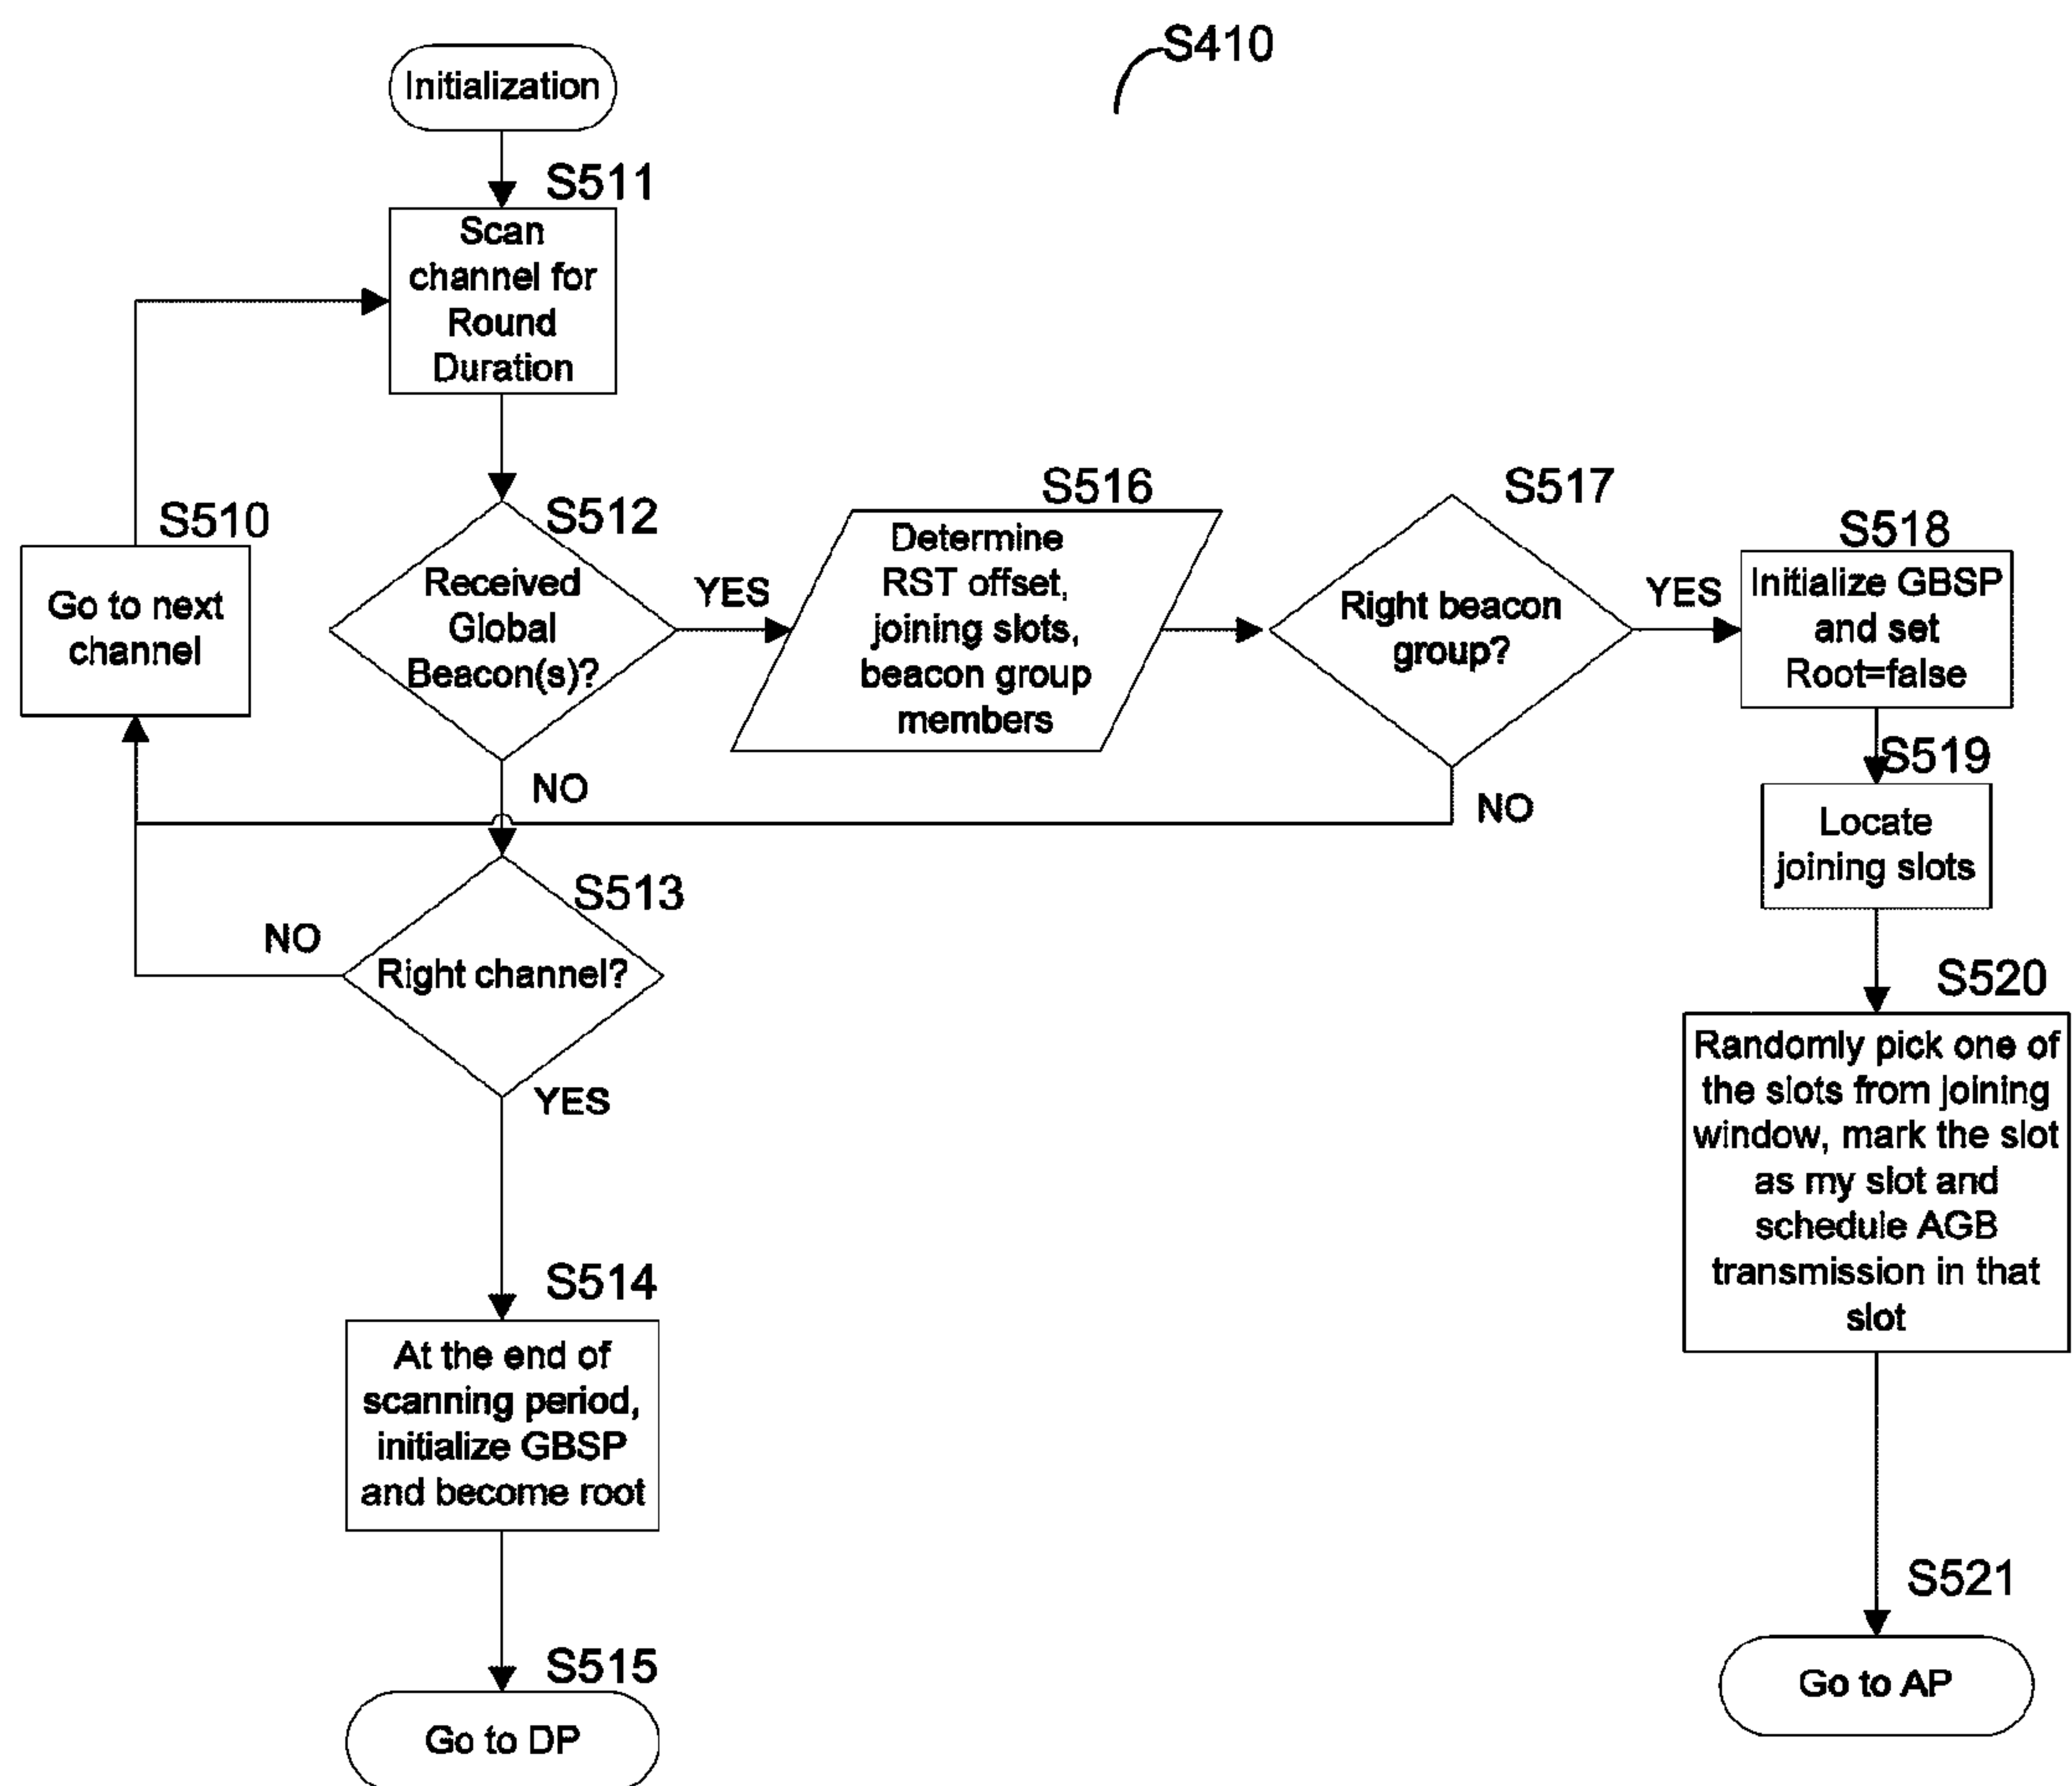 S410
Initialization
S511
Scan
channel for
Round
Duration
S510
Go to next
channel
S512
Received
Global
Beacon(s)?
YES
NO
S516
Determine
RST offset,
joining slots,
beacon group
members
S517
Right beacon
group?
YES
NO
S518
Initialize GBSP
and set
Root=false
S519
Locate
joining slots
S520
Randomly pick one of
the slots from joining
window, mark the slot
as my slot and
schedule AGB
transmission in that
slot
S521
Go to AP
S513
Right channel?
NO
YES
S514
At the end of
scanning period,
initialize GBSP
and become root
S515
Go to DP